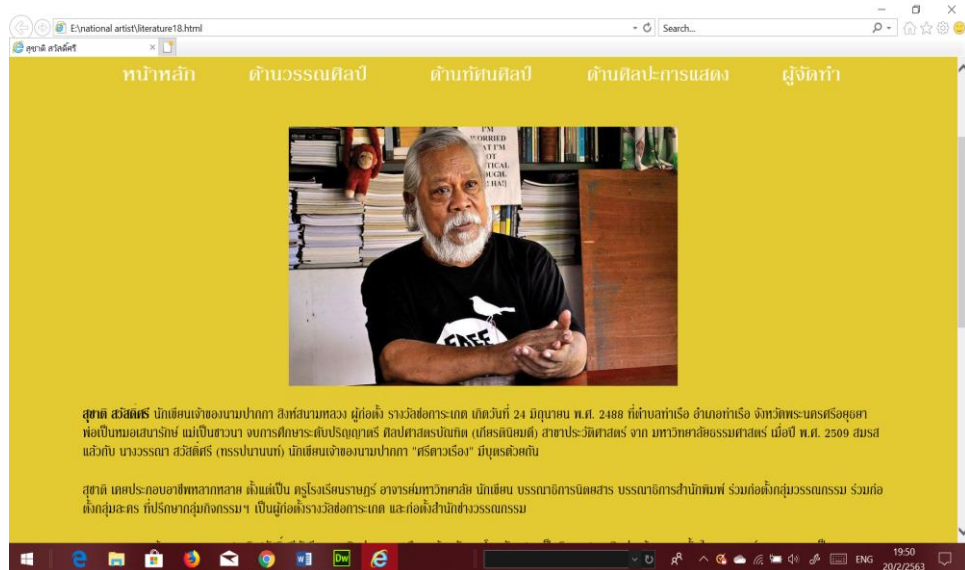 E:\national artist\literature18.html
Search...
สุชาติ สวัสดิ์ศรี
หน้าหลัก ด้านวรรณศิลป์ ด้านทัศนศิลป์ ด้านศิลปะการแสดง ผู้จัดทำ
I'M
WORRIED
FREE
สุชาติ สวัสดิ์ศรี นักเขียนเจ้าของนามปากกา สิงห์สนามหลวง ผู้ก่อตั้ง รางวัลช่อการะเกด เกิดวันที่ 24 มิถุนายน พ.ศ. 2488 ที่ตำบลท่าเรือ อำเภอท่าเรือ จังหวัดพระนครศรีอยุธยา
พ่อเป็นหมอเสนารักษ์ แม่เป็นชาวนา จบการศึกษาระดับปริญญาตรี ศิลปศาสตรบัณฑิต (เกียรตินิยมดี) สาขาประวัติศาสตร์ จาก มหาวิทยาลัยธรรมศาสตร์ เมื่อปี พ.ศ. 2509 สมรส
แล้วกับ นางวรรณา สวัสดิ์ศรี (ทรรปนานนท์) นักเขียนเจ้าของนามปากกา "ศรีดาวเรือง" มีบุตรด้วยกัน
สุชาติ เคยประกอบอาชีพหลากหลาย ตั้งแต่เป็น ครูโรงเรียนราษฎร์ อาจารย์มหาวิทยาลัย นักเขียน บรรณาธิการนิตยสาร บรรณาธิการสำนักพิมพ์ ร่วมก่อตั้งกลุ่มวรรณกรรม ร่วมก่อ
ตั้งกลุ่มละคร ที่ปรึกษากลุ่มกิจกรรมฯ เป็นผู้ก่อตั้งรางวัลช่อการะเกด และก่อตั้งสำนักช่างวรรณกรรม
ENG
19:50
20/2/2563